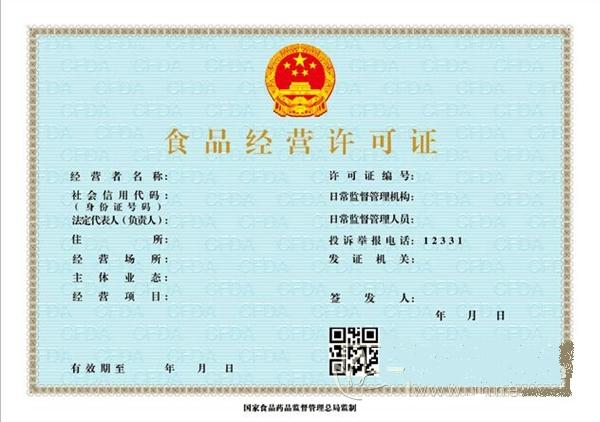 食品经营许可证
经营者名称:
社会信用代码:
(身份证号码)
法定代表人(负责人):
住所:
经营场所:
主体业态:
经营项目:
许可证编号:
日常监督管理机构:
日常监督管理人员:
投诉举报电话:12331
发证机关:
签发人:
年 月 日
有效期至 年 月 日
国家食品药品监督管理总局监制